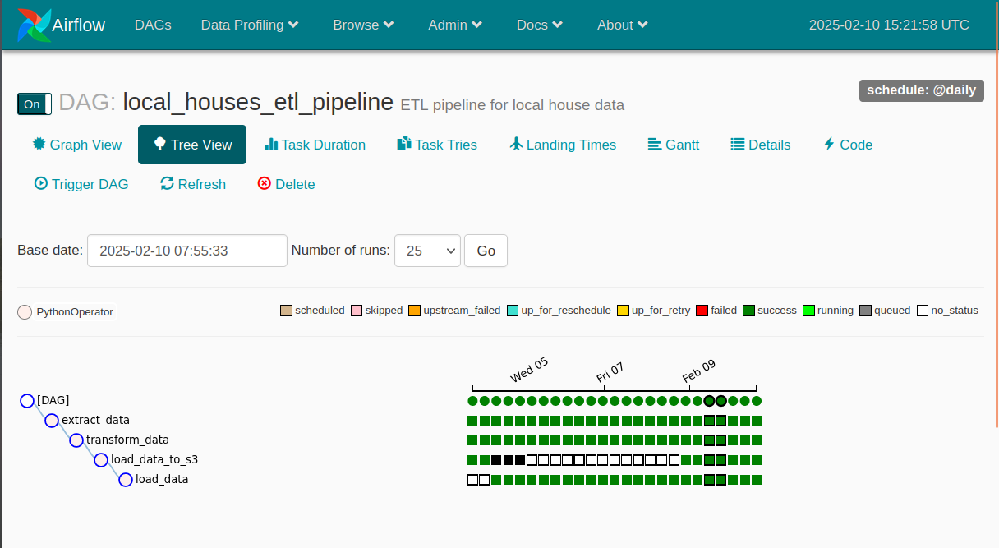 Airflow DAGs Data Profiling Browse Admin Docs About 2025-02-10 15:21:58 UTC
schedule: @daily
On DAG: local_houses_etl_pipeline ETL pipeline for local house data
Graph View Tree View Task Duration Task Tries Landing Times Gantt Details Code
Trigger DAG Refresh Delete
Base date: 2025-02-10 07:55:33 Number of runs: 25 Go
PythonOperator scheduled skipped upstream_failed up_for_reschedule up_for_retry failed success running queued no_status
Wed 05 Fri 07 Feb 09
[DAG]
extract_data
transform_data
load_data_to_s3
load_data